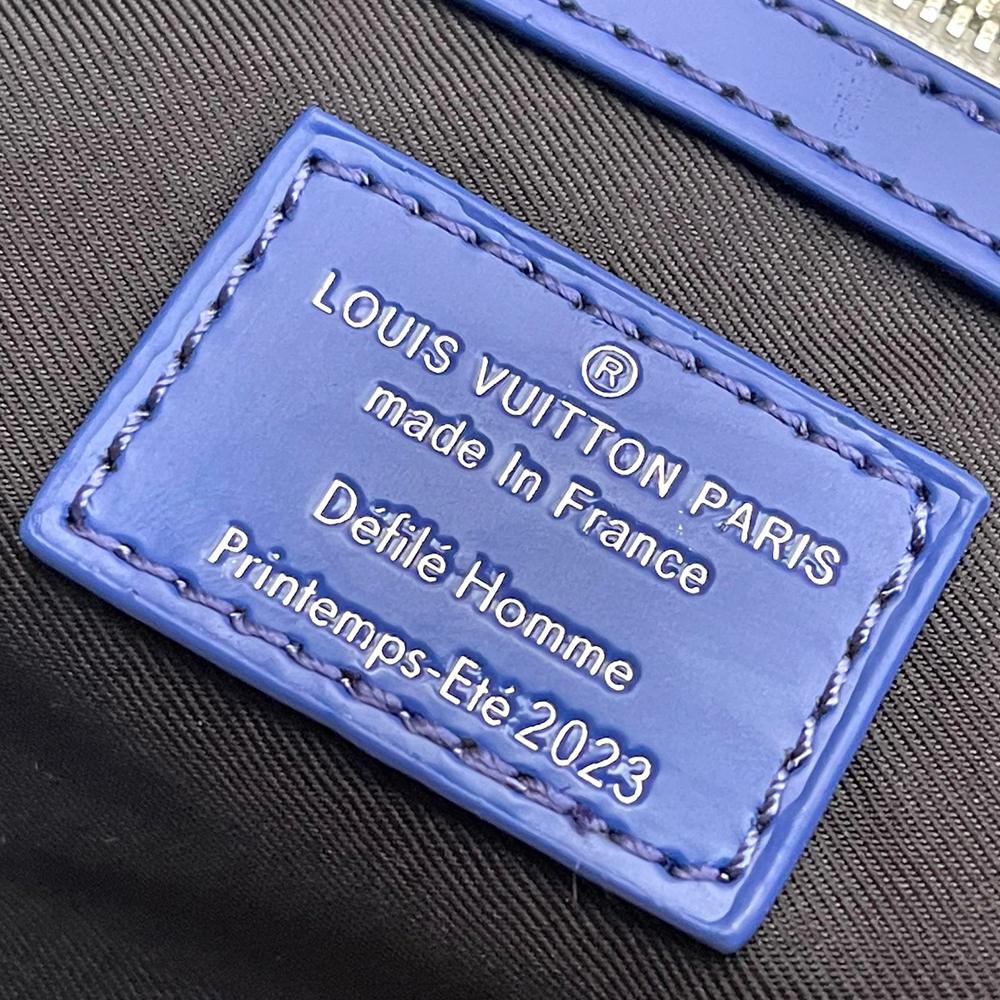 ®
LOUIS VUITTON PARIS
made In France
Défilé Homme
Printemps-Eté 2023